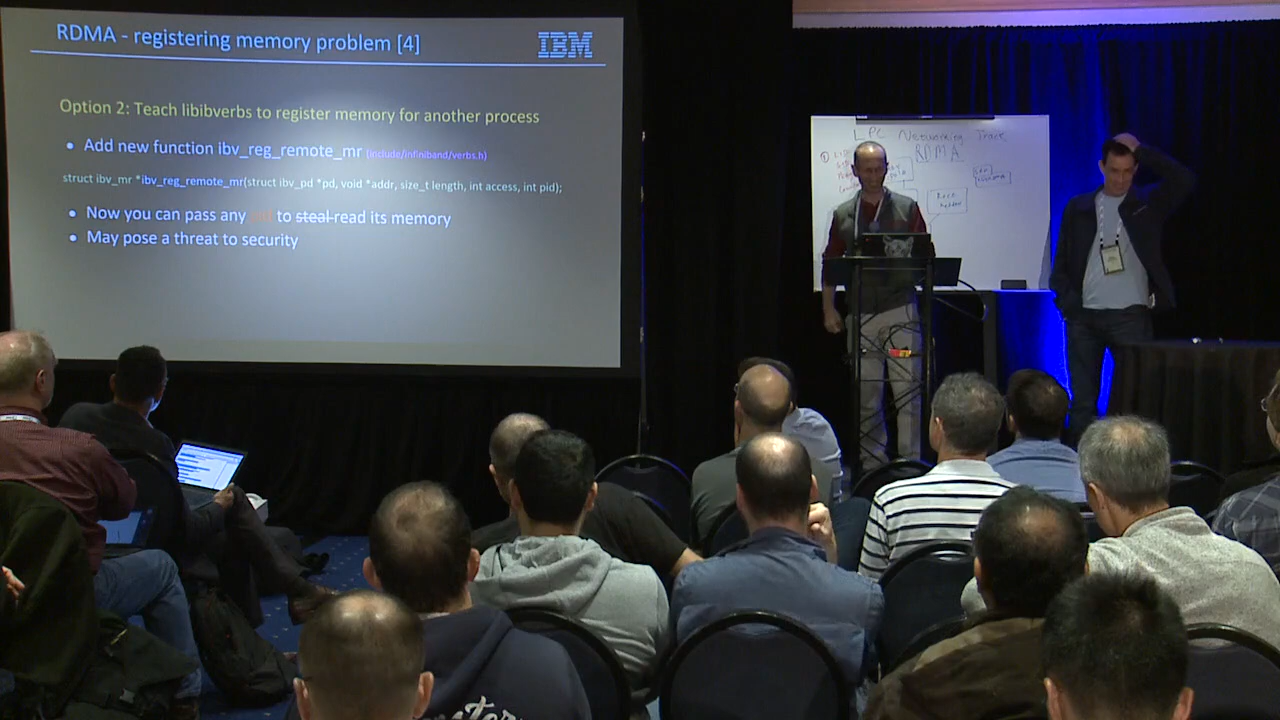 RDMA - registering memory problem [4]
IBM
Option 2: Teach libibverbs to register memory for another process
• Add new function ibv_reg_remote_mr (include/infiniband/verbs.h)
struct ibv_mr *ibv_reg_remote_mr(struct ibv_pd *pd, void *addr, size_t length, int access, int pid);
• Now you can pass any pid to steal read its memory
• May pose a threat to security
LPC Networking Track
RDMA